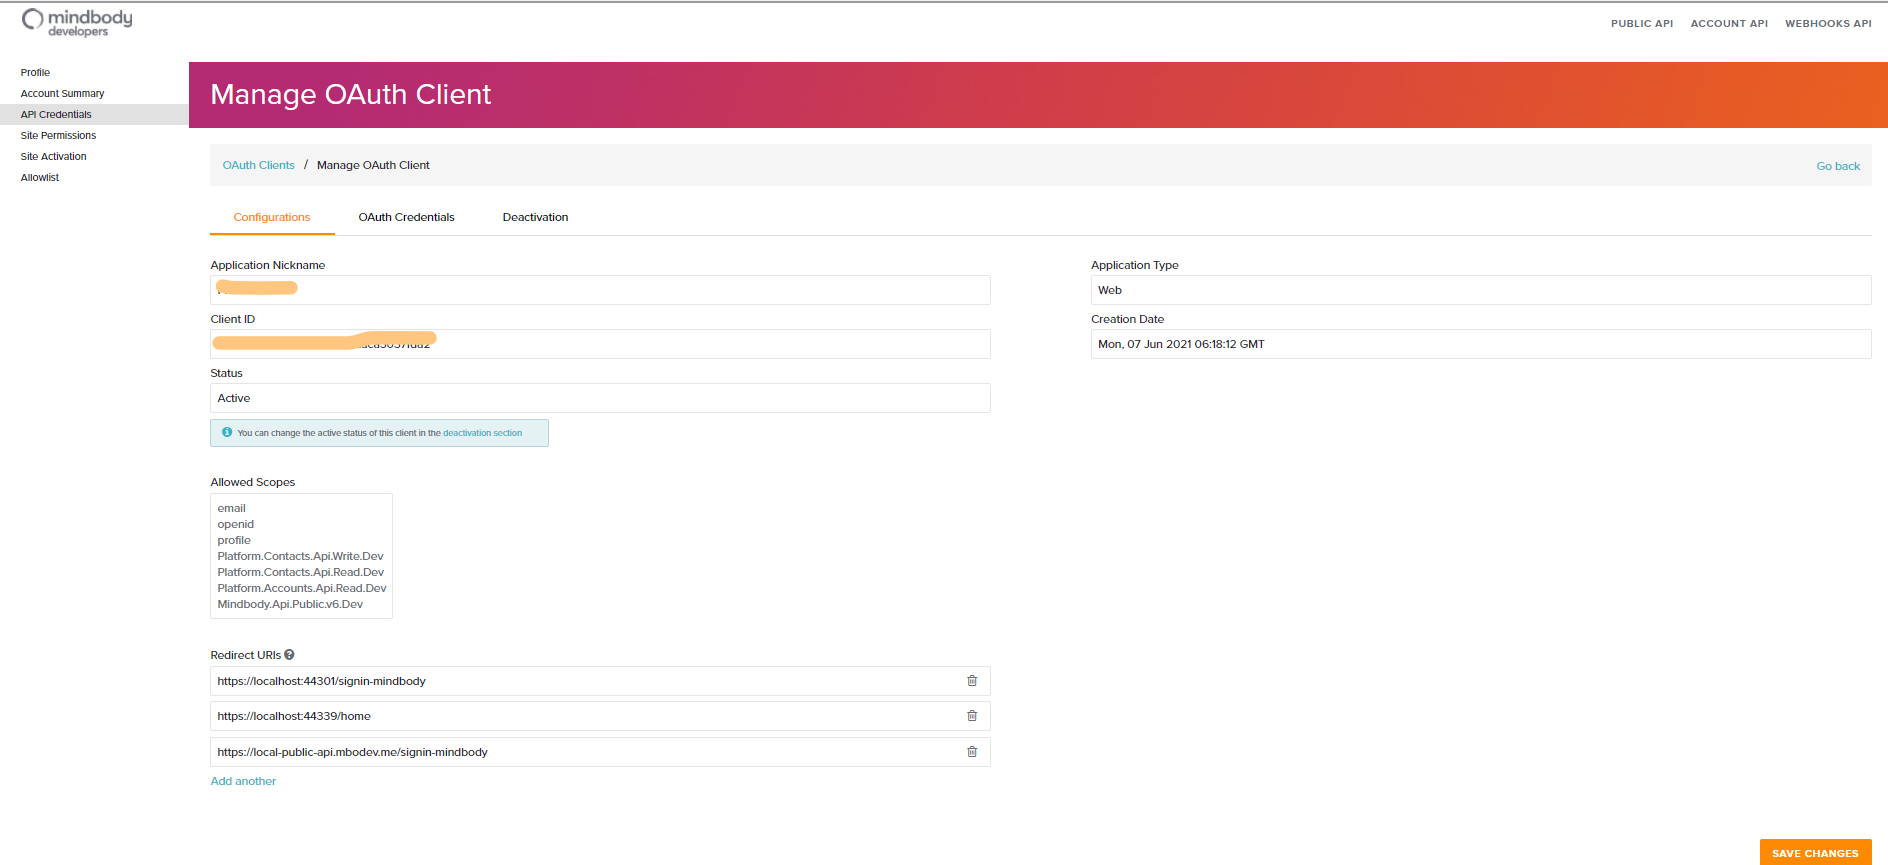 mindbody
developers
PUBLIC API ACCOUNT API WEBHOOKS API
Profile
Account Summary
API Credentials
Site Permissions
Site Activation
Allowlist
Manage OAuth Client
OAuth Clients / Manage OAuth Client
Go back
Configurations OAuth Credentials Deactivation
Application Nickname
Application Type
Web
Client ID
Creation Date
Mon, 07 Jun 2021 06:18:12 GMT
Status
Active
You can change the active status of this client in the deactivation section
Allowed Scopes
email
openid
profile
Platform.Contacts.Api.Write.Dev
Platform.Contacts.Api.Read.Dev
Platform.Accounts.Api.Read.Dev
Mindbody.Api.Public.v6.Dev
Redirect URIs
https://localhost:44301/signin-mindbody
https://localhost:44339/home
https://local-public-api.mbodev.me/signin-mindbody
Add another
SAVE CHANGES